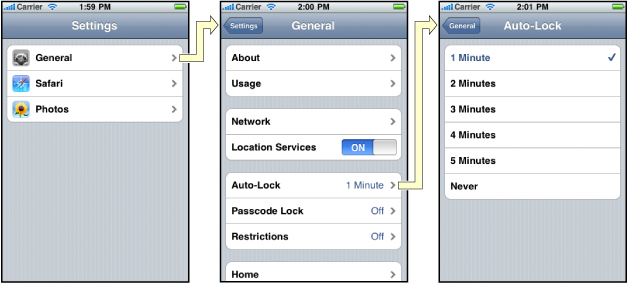 Carrier 1:59 PM
Settings
General
Safari
Photos
Carrier 2:00 PM
Settings General
About
Usage
Network
Location Services ON
Auto-Lock 1 Minute
Passcode Lock Off
Restrictions Off
Home
Carrier 2:01 PM
General Auto-Lock
1 Minute
2 Minutes
3 Minutes
4 Minutes
5 Minutes
Never